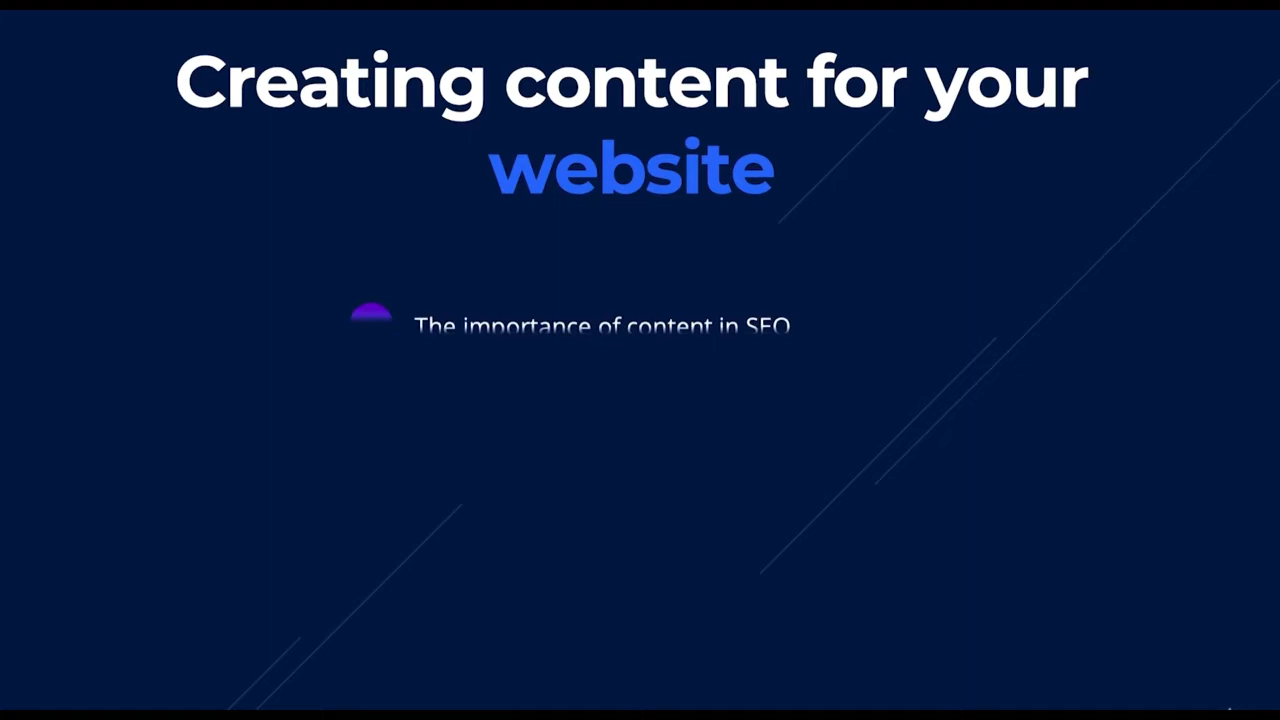 Creating content for your
website
The importance of content in SEO